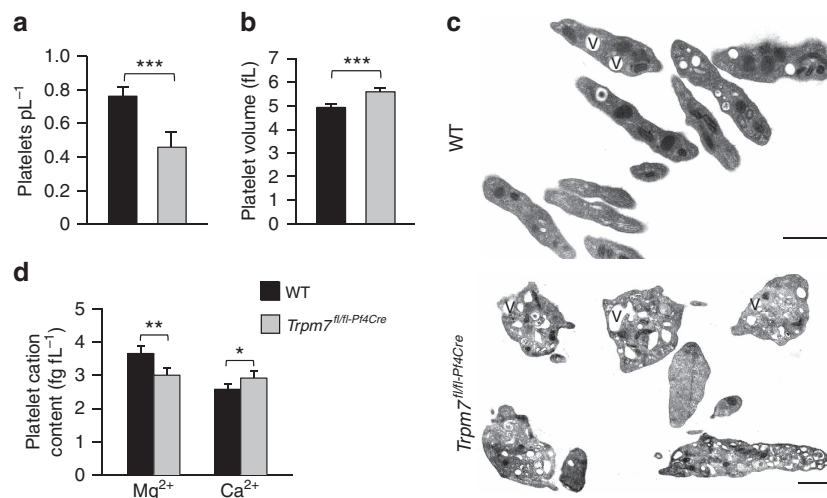 a
Platelets pL⁻¹
1.0
0.8
0.6
0.4
0.2
0
***
b
Platelet volume (fL)
7
6
5
4
3
2
1
0
***
c
WT
V
V
Trpm7fl/fl-Pf4Cre
V
V
V
d
WT
Trpm7fl/fl-Pf4Cre
Platelet cation
content (fg fL⁻¹)
5
4
3
2
1
0
**
*
Mg²⁺
Ca²⁺